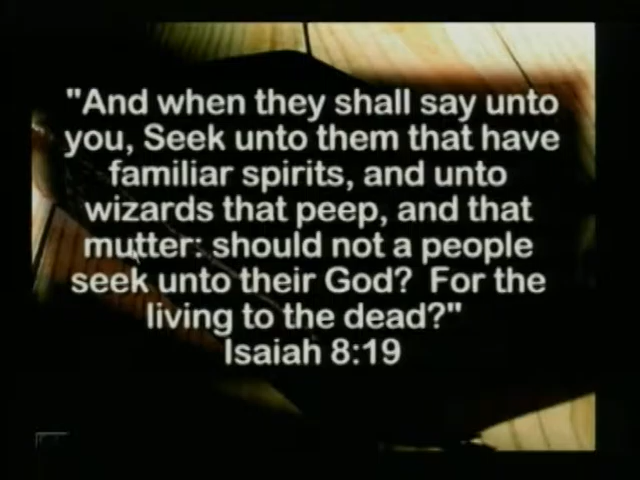 "And when they shall say unto
you, Seek unto them that have
familiar spirits, and unto
wizards that peep, and that
mutter: should not a people
seek unto their God?  For the
living to the dead?"
Isaiah 8:19